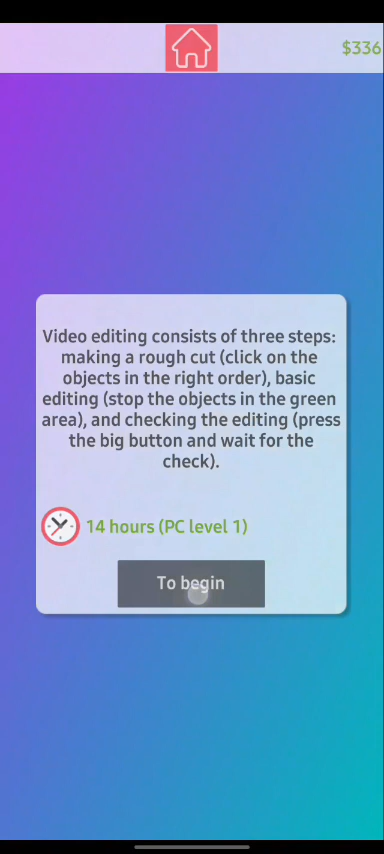 $336
Video editing consists of three steps:
making a rough cut (click on the
objects in the right order), basic
editing (stop the objects in the green
area), and checking the editing (press
the big button and wait for the
check).
14 hours (PC level 1)
To begin